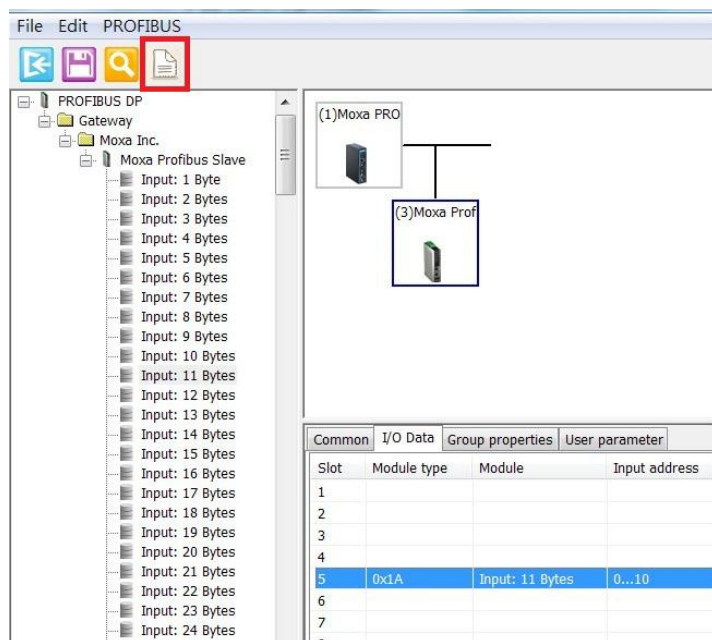 File Edit PROFIBUS
PROFIBUS DP
Gateway
Moxa Inc.
Moxa Profibus Slave
Input: 1 Byte
Input: 2 Bytes
Input: 3 Bytes
Input: 4 Bytes
Input: 5 Bytes
Input: 6 Bytes
Input: 7 Bytes
Input: 8 Bytes
Input: 9 Bytes
Input: 10 Bytes
Input: 11 Bytes
Input: 12 Bytes
Input: 13 Bytes
Input: 14 Bytes
Input: 15 Bytes
Input: 16 Bytes
Input: 17 Bytes
Input: 18 Bytes
Input: 19 Bytes
Input: 20 Bytes
Input: 21 Bytes
Input: 22 Bytes
Input: 23 Bytes
Input: 24 Bytes
(1)Moxa PRO
(3)Moxa Prof
Common I/O Data Group properties User parameter
Slot Module type Module Input address
1
2
3
4
5 0x1A Input: 11 Bytes 0...10
6
7